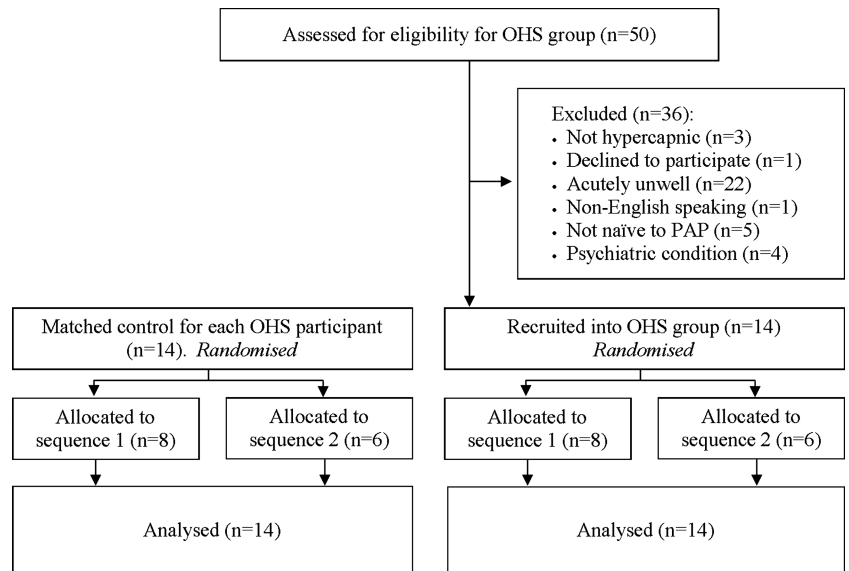 Assessed for eligibility for OHS group (n=50)
Excluded (n=36):
• Not hypercapnic (n=3)
• Declined to participate (n=1)
• Acutely unwell (n=22)
• Non-English speaking (n=1)
• Not naïve to PAP (n=5)
• Psychiatric condition (n=4)
Matched control for each OHS participant
(n=14). Randomised
Recruited into OHS group (n=14)
Randomised
Allocated to
sequence 1 (n=8)
Allocated to
sequence 2 (n=6)
Allocated to
sequence 1 (n=8)
Allocated to
sequence 2 (n=6)
Analysed (n=14)
Analysed (n=14)